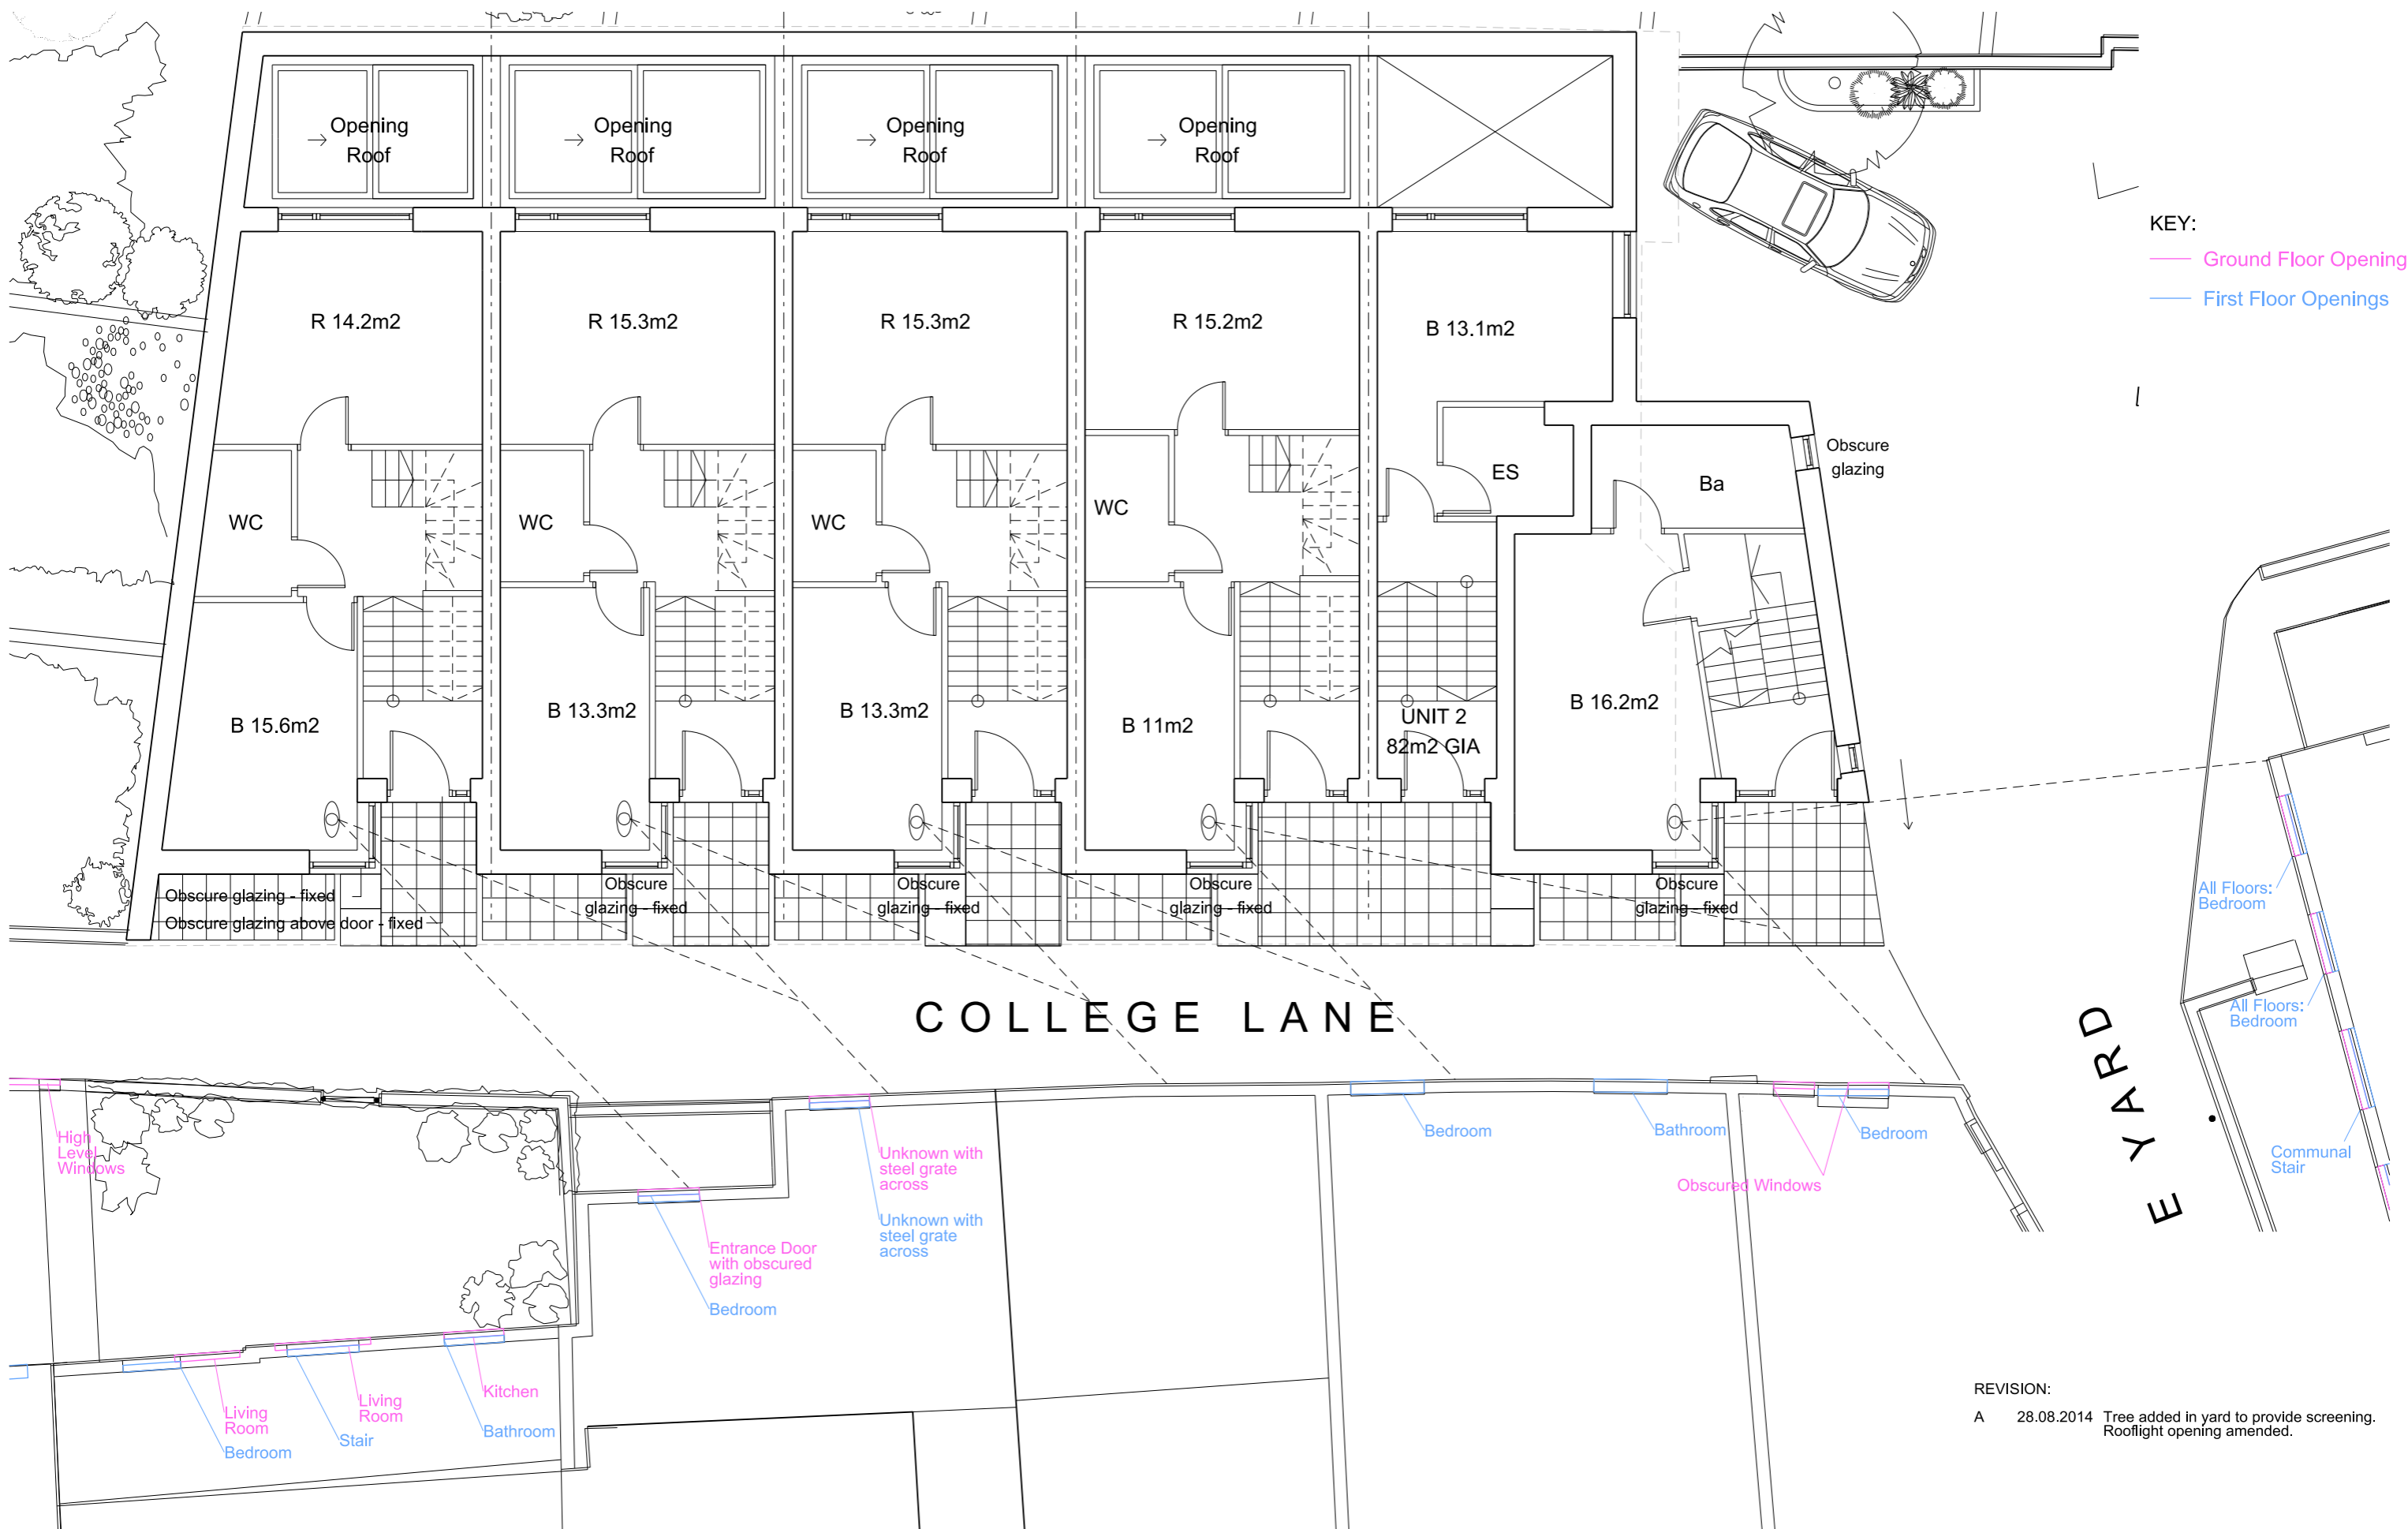 Opening
Roof
Opening
Roof
Opening
Roof
Opening
Roof
KEY:
Ground Floor Opening
First Floor Openings
R 14.2m2
R 15.3m2
R 15.3m2
R 15.2m2
B 13.1m2
Obscure
glazing
WC
WC
WC
WC
ES
Ba
B 15.6m2
B 13.3m2
B 13.3m2
B 11m2
UNIT 2
82m2 GIA
B 16.2m2
Obscure glazing - fixed
Obscure glazing above door - fixed
Obscure
glazing - fixed
Obscure
glazing - fixed
Obscure
glazing - fixed
Obscure
glazing - fixed
All Floors:
Bedroom
All Floors:
Bedroom
COLLEGE LANE
E YARD
High
Level
Windows
Unknown with
steel grate
across
Unknown with
steel grate
across
Bedroom
Bathroom
Bedroom
Obscured Windows
Communal
Stair
Entrance Door
with obscured
glazing
Bedroom
Living
Room
Bedroom
Living
Room
Stair
Kitchen
Bathroom
REVISION:
A 28.08.2014 Tree added in yard to provide screening.
Rooflight opening amended.